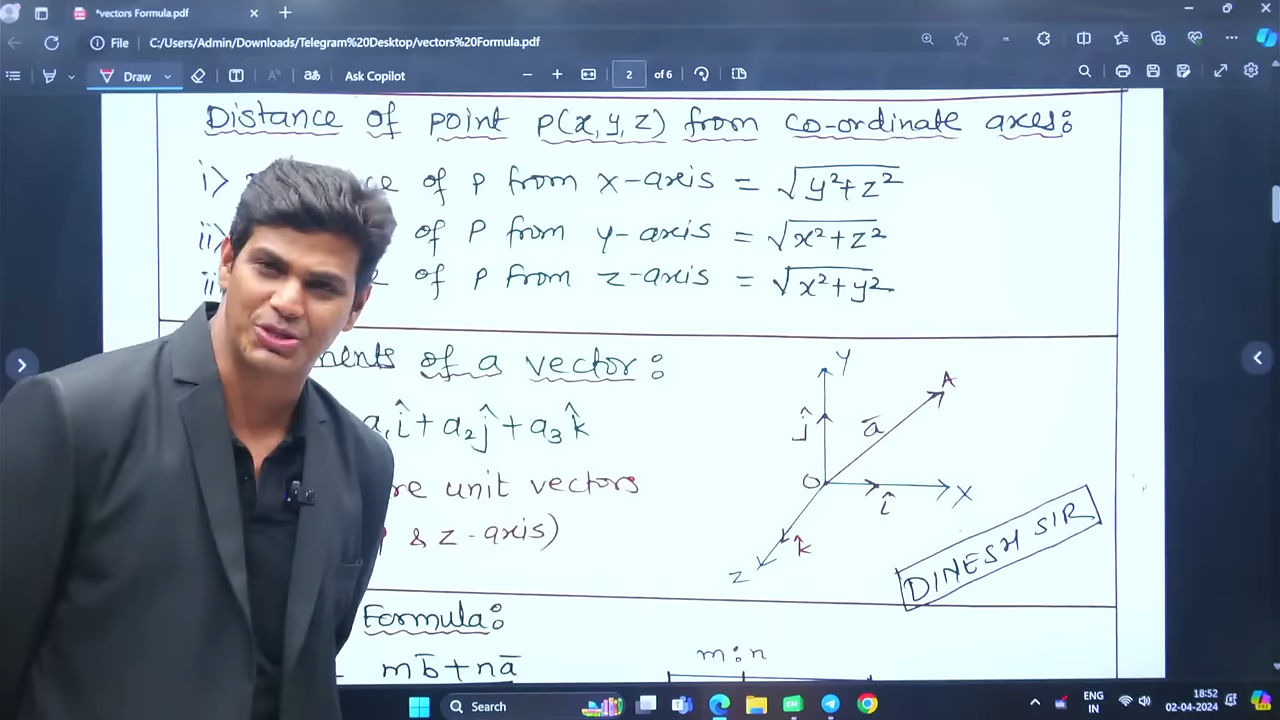 *vectors Formula.pdf
File C:/Users/Admin/Downloads/Telegram%20Desktop/vectors%20Formula.pdf
Draw Ask Copilot 2 of 6
Distance of point P(x, y, z) from co-ordinate axes:
i) of P from x-axis = √y²+z²
ii) of P from y-axis = √x²+z²
of P from z-axis = √x²+y²
of a vector:
a₁î + a₂ĵ + a₃k̂
unit vectors
& z-axis)
Y
A
ĵ
a̅
O
î
X
k̂
Z
DINESH SIR
Formula:
mb̅ + na̅
m:n
Search
ENG
IN
18:52
02-04-2024